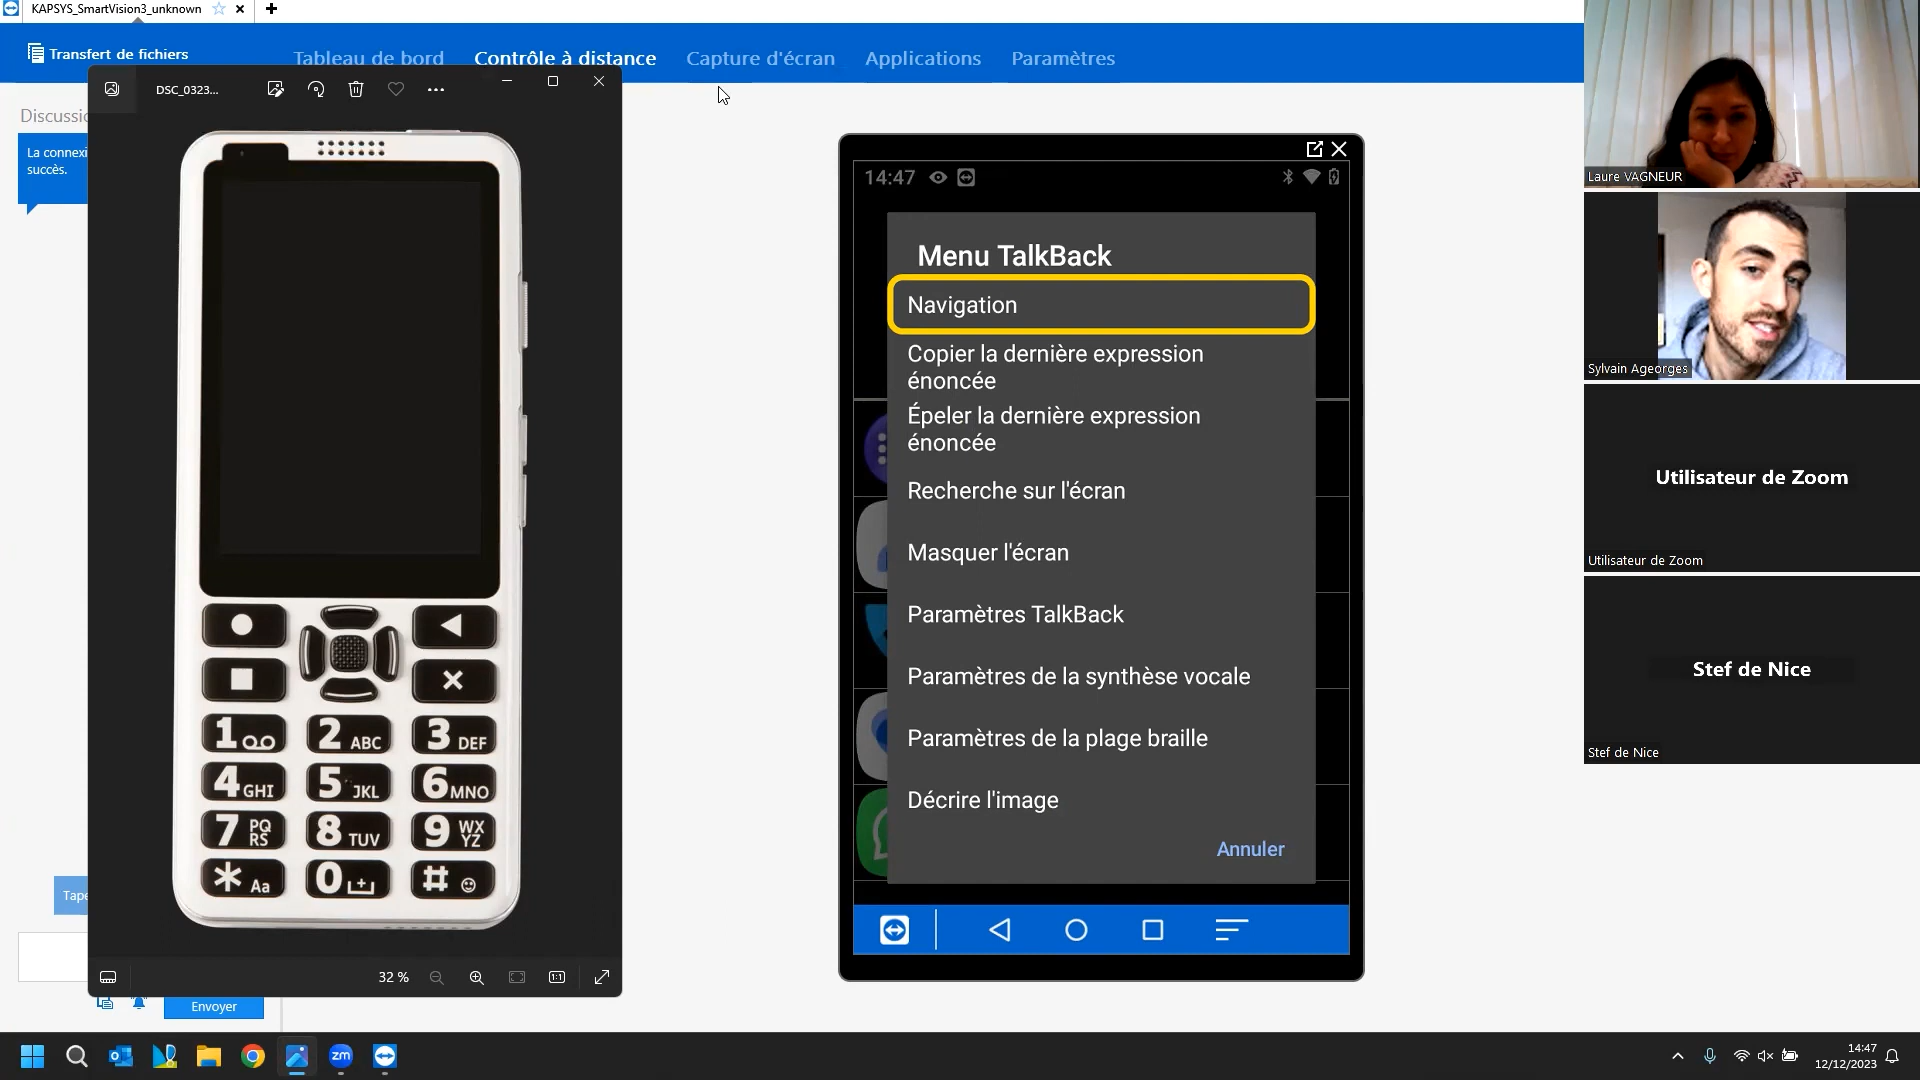 KAPSYS_SmartVision3_unknown
Transfert de fichiers
Tableau de bord
Contrôle à distance
Capture d'écran
Applications
Paramètres
Discussi
La connexi
succès.
Tape
Envoyer
DSC_0323...
1
2 ABC
3 DEF
4 GHI
5 JKL
6 MNO
7 PQ
RS
8 TUV
9 WX
YZ
* Aa
0
#
32 %
14:47
Menu TalkBack
Navigation
Copier la dernière expression
énoncée
Épeler la dernière expression
énoncée
Recherche sur l'écran
Masquer l'écran
Paramètres TalkBack
Paramètres de la synthèse vocale
Paramètres de la plage braille
Décrire l'image
Annuler
Laure VAGNEUR
Sylvain Ageorges
Utilisateur de Zoom
Utilisateur de Zoom
Stef de Nice
Stef de Nice
zm
14:47
12/12/2023